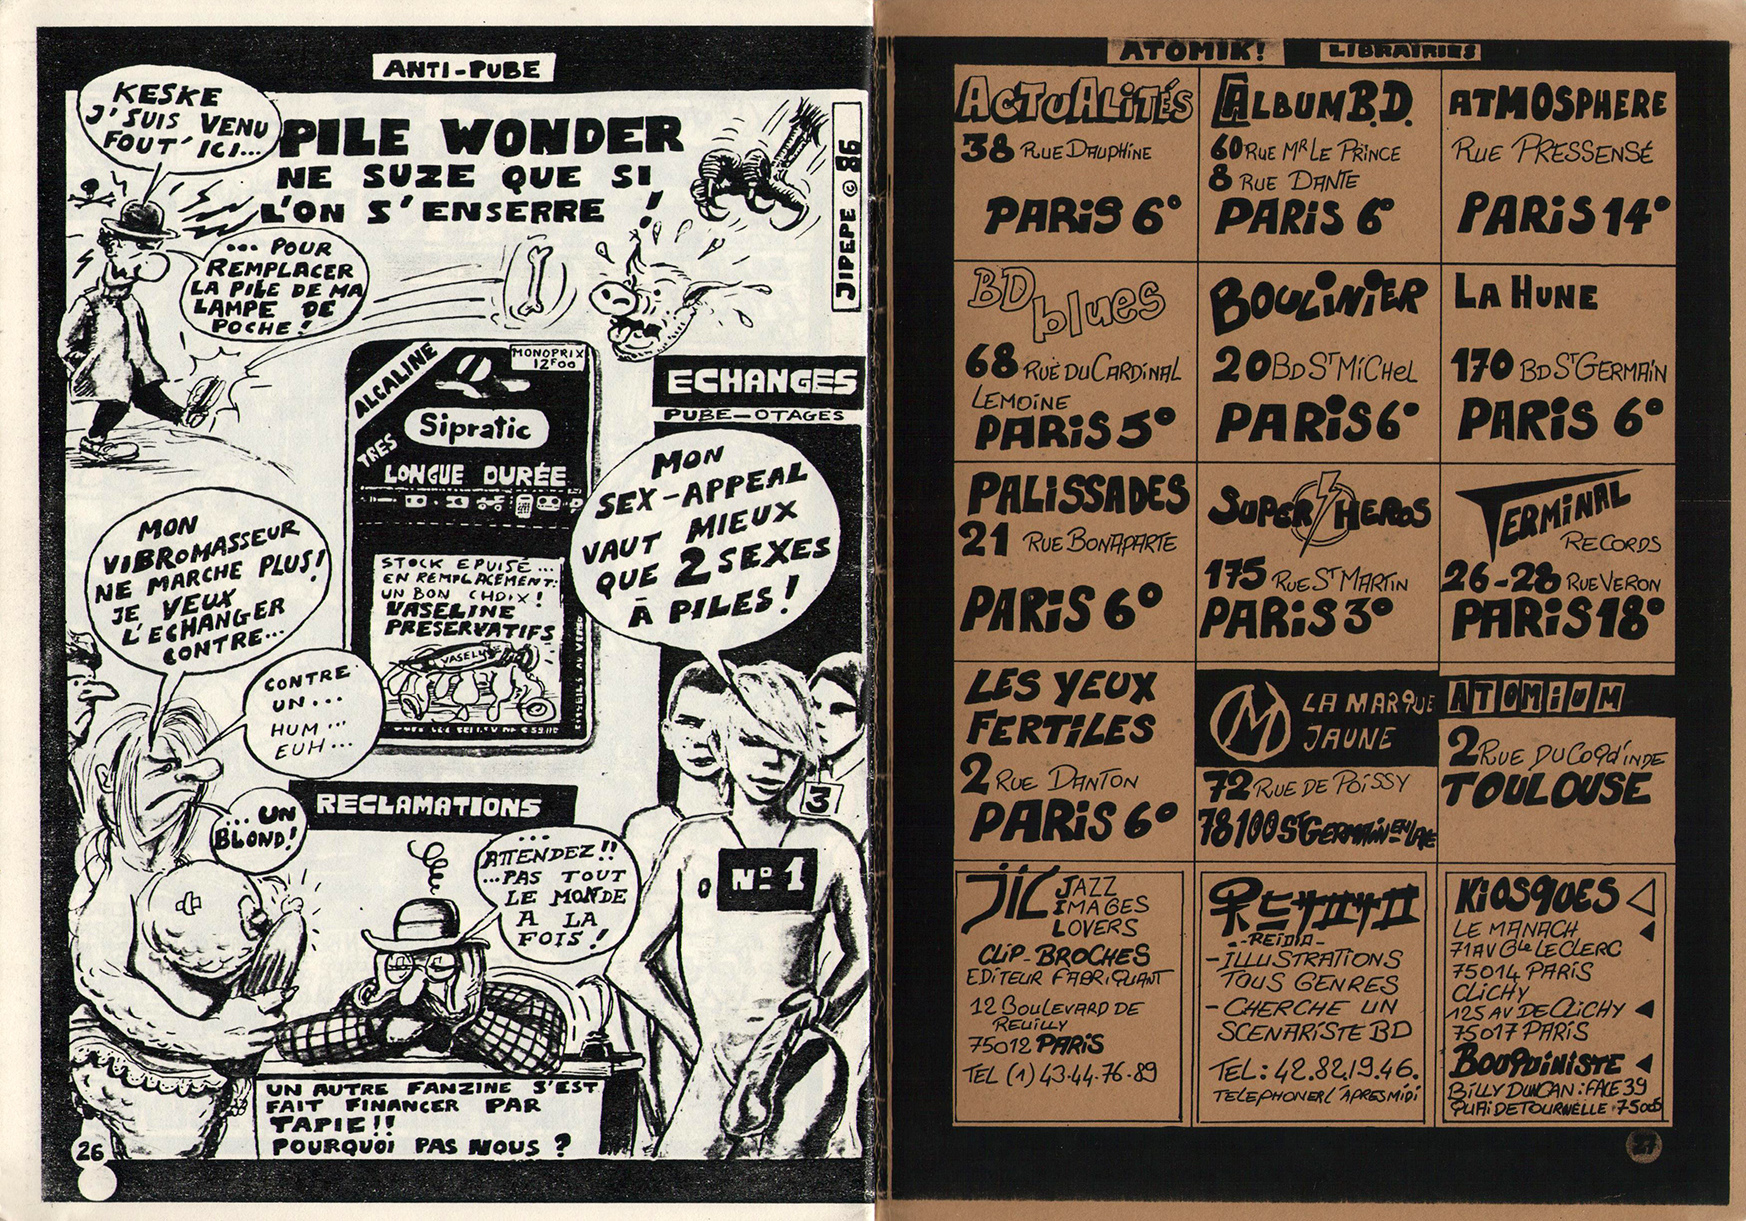 ANTI-PUBE
KESKE
J'SUIS VENU
FOUT' ICI...
PILE WONDER
NE SUZE QUE SI
L'ON S'ENSERRE !
JIPEPE © 86
... POUR
REMPLACER
LA PILE DE MA
LAMPE DE
POCHE !
ALCALINE
MONOPRIX
12F00
Sipratic
TRES
LONGUE DURÉE
STOCK EPUISÉ...
EN REMPLACEMENT:
UN BON CHOIX !
VASELINE
PRESERVATIFS
ECHANGES
PUBE-OTAGES
MON
SEX-APPEAL
VAUT MIEUX
QUE 2 SEXES
À PILES !
MON
VIBROMASSEUR
NE MARCHE PLUS!
JE VEUX
L'ECHANGER
CONTRE...
CONTRE
UN...
HUM...
EUH...
... UN
BLOND!
RECLAMATIONS
...
ATTENDEZ!!
...PAS TOUT
LE MONDE
A LA
FOIS !
3
No 1
UN AUTRE FANZINE S'EST
FAIT FINANCER PAR
TAPIE!!
POURQUOI PAS NOUS ?
26
ATOMIK! LIBRAIRIES
ACTUALITÉS
38 RUE DAUPHINE
PARIS 6°
ALBUM B.D.
60 RUE MR LE PRINCE
8 RUE DANTE
PARIS 6°
ATMOSPHERE
RUE PRESSENSÉ
PARIS 14°
BD
blues
68 RUE DU CARDINAL
LEMOINE
PARIS 5°
BOULINIER
20 BD ST MICHEL
PARIS 6°
LA HUNE
170 BD ST GERMAIN
PARIS 6°
PALISSADES
21 RUE BONAPARTE
PARIS 6°
SUPER HEROS
175 RUE ST MARTIN
PARIS 3°
TERMINAL
RECORDS
26-28 RUE VERON
PARIS 18°
LES YEUX
FERTILES
2 RUE DANTON
PARIS 6°
LA MARQUE
JAUNE
72 RUE DE POISSY
78100 ST GERMAIN EN LAYE
ATOMIUM
2 RUE DU COQ D'INDE
TOULOUSE
JIL JAZZ
IMAGES
LOVERS
CLIP-BROCHES
EDITEUR FABRIQUANT
12 BOULEVARD DE
REUILLY
75012 PARIS
TEL (1) 43-44-76-89
-REIDIA-
-ILLUSTRATIONS
TOUS GENRES
- CHERCHE UN
SCENARISTE BD
TEL: 42.82.19.46.
TELEPHONER L'APRES MIDI
KIOSQUES
LE MANACH
71 AV GLE LECLERC
75014 PARIS
CLICHY
125 AV DE CLICHY
75017 PARIS
BOUQUINISTE
BILLY DUNCAN : FACE 39
QUAI DE TOURNELLE 75005
27